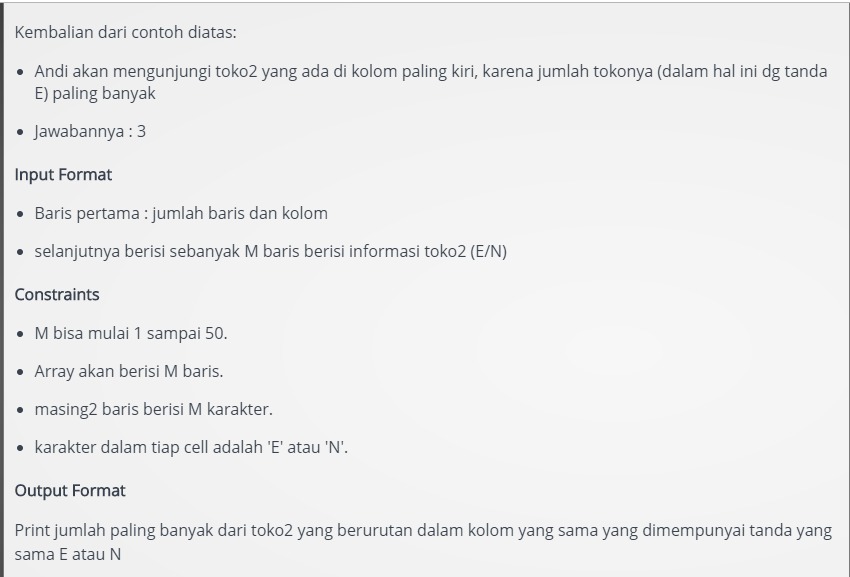 Kembalian dari contoh diatas:
Andi akan mengunjungi toko2 yang ada di kolom paling kiri, karena jumlah tokonya (dalam hal ini dg tanda
E) paling banyak
Jawabannya : 3
Input Format
Baris pertama : jumlah baris dan kolom
selanjutnya berisi sebanyak M baris berisi informasi toko2 (E/N)
Constraints
M bisa mulai 1 sampai 50.
Array akan berisi M baris.
masing2 baris berisi M karakter.
karakter dalam tiap cell adalah 'E' atau 'N'.
Output Format
Print jumlah paling banyak dari toko2 yang berurutan dalam kolom yang sama yang dimempunyai tanda yang
sama E atau N